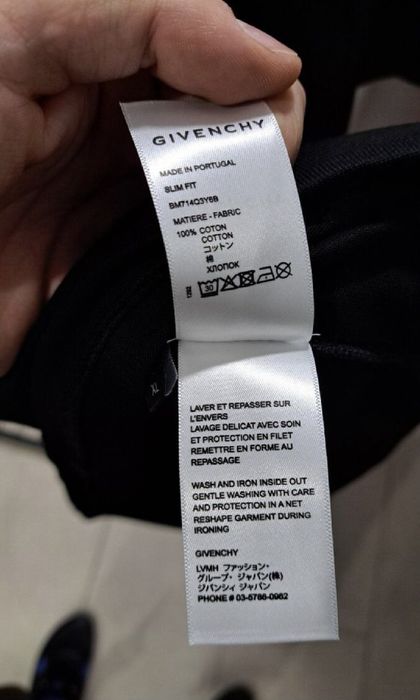 GIVENCHY
MADE IN PORTUGAL
SLIM FIT
BM714Q3Y6B
MATIERE - FABRIC
100% COTON
COTTON
コットン
棉
ХЛОПОК
30
XL
LAVER ET REPASSER SUR
L'ENVERS
LAVAGE DELICAT AVEC SOIN
ET PROTECTION EN FILET
REMETTRE EN FORME AU
REPASSAGE
WASH AND IRON INSIDE OUT
GENTLE WASHING WITH CARE
AND PROTECTION IN A NET
RESHAPE GARMENT DURING
IRONING
GIVENCHY
LVMH ファッション・
グループ・ジャパン(株)
ジバンシィ ジャパン
PHONE # 03-5786-0962